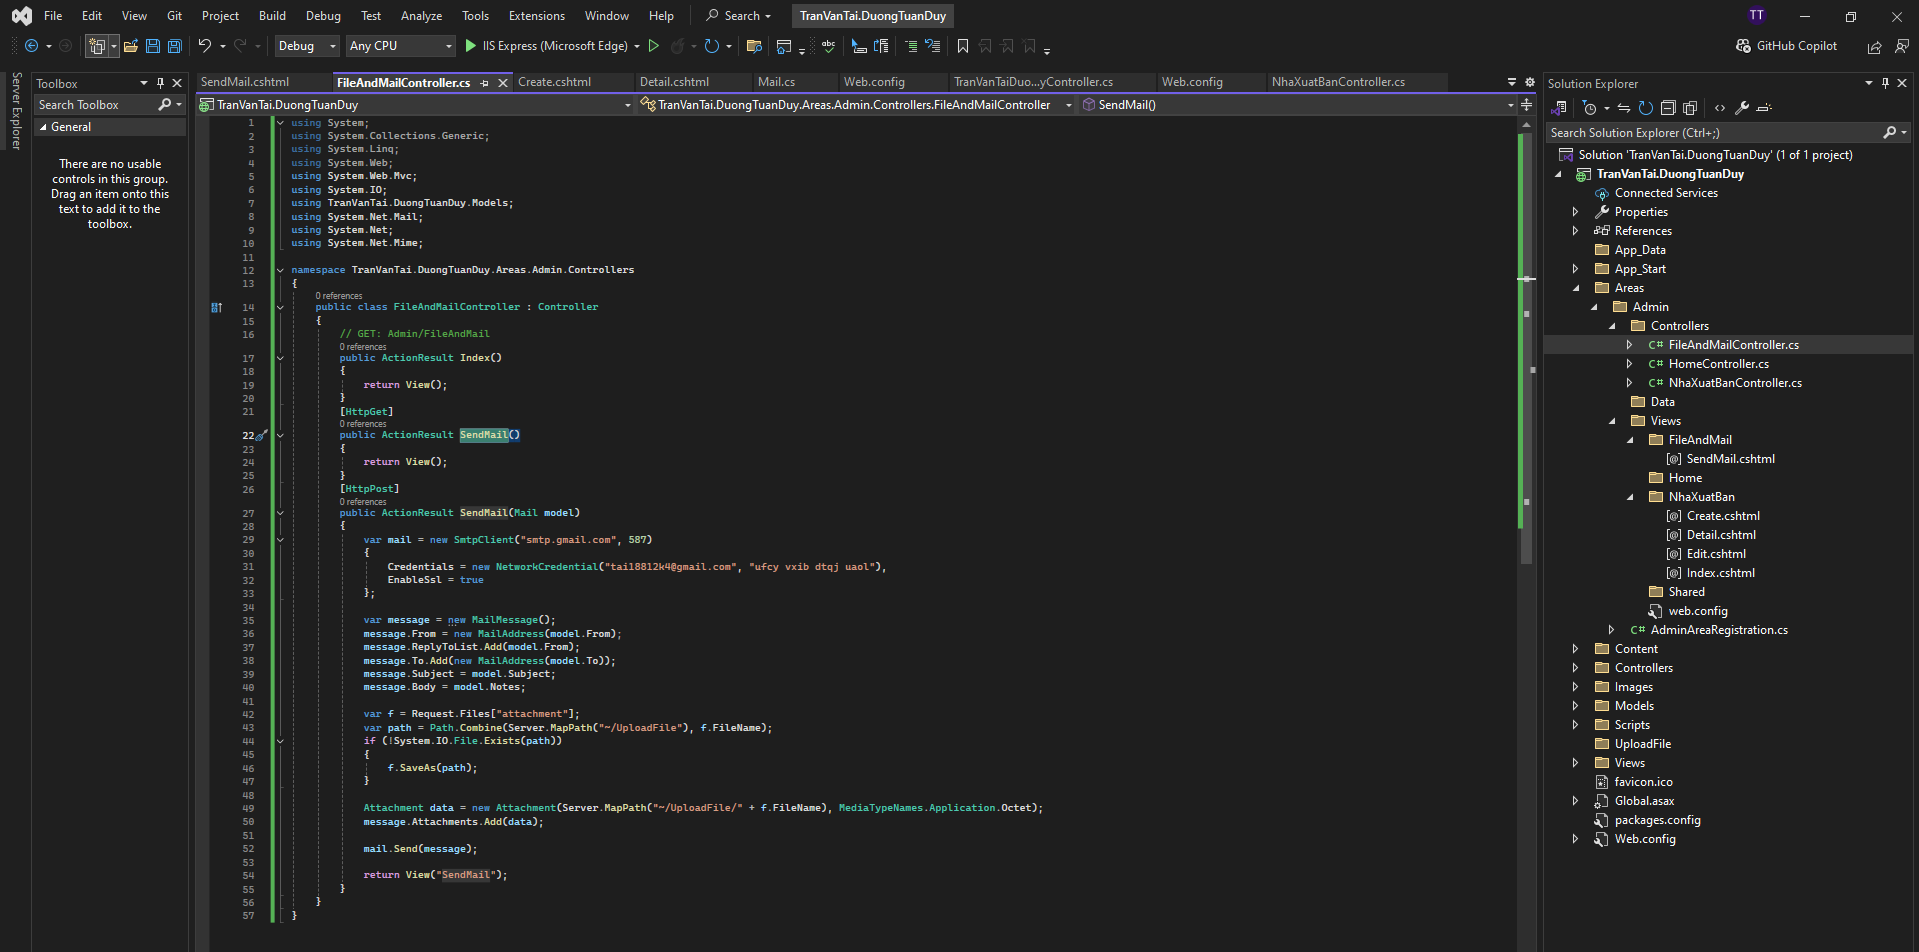 File Edit View Git Project Build Debug Test Analyze Tools Extensions Window Help Search TranVanTai.DuongTuanDuy TT
Debug Any CPU IIS Express (Microsoft Edge) GitHub Copilot
Server Explorer
Toolbox
Search Toolbox
General
There are no usable
controls in this group.
Drag an item onto this
text to add it to the
toolbox.
SendMail.cshtml FileAndMailController.cs Create.cshtml Detail.cshtml Mail.cs Web.config TranVanTaiDuo...yController.cs Web.config NhaXuatBanController.cs
TranVanTai.DuongTuanDuy TranVanTai.DuongTuanDuy.Areas.Admin.Controllers.FileAndMailController SendMail()
1 using System;
2 using System.Collections.Generic;
3 using System.Linq;
4 using System.Web;
5 using System.Web.Mvc;
6 using System.IO;
7 using TranVanTai.DuongTuanDuy.Models;
8 using System.Net.Mail;
9 using System.Net;
10 using System.Net.Mime;
11
12 namespace TranVanTai.DuongTuanDuy.Areas.Admin.Controllers
13 {
0 references
14 public class FileAndMailController : Controller
15 {
16 // GET: Admin/FileAndMail
0 references
17 public ActionResult Index()
18 {
19 return View();
20 }
21 [HttpGet]
0 references
22 public ActionResult SendMail()
23 {
24 return View();
25 }
26 [HttpPost]
0 references
27 public ActionResult SendMail(Mail model)
28 {
29 var mail = new SmtpClient("smtp.gmail.com", 587)
30 {
31 Credentials = new NetworkCredential("tai18812k4@gmail.com", "ufcy vxib dtqj uaol"),
32 EnableSsl = true
33 };
34
35 var message = new MailMessage();
36 message.From = new MailAddress(model.From);
37 message.ReplyToList.Add(model.From);
38 message.To.Add(new MailAddress(model.To));
39 message.Subject = model.Subject;
40 message.Body = model.Notes;
41
42 var f = Request.Files["attachment"];
43 var path = Path.Combine(Server.MapPath("~/UploadFile"), f.FileName);
44 if (!System.IO.File.Exists(path))
45 {
46 f.SaveAs(path);
47 }
48
49 Attachment data = new Attachment(Server.MapPath("~/UploadFile/" + f.FileName), MediaTypeNames.Application.Octet);
50 message.Attachments.Add(data);
51
52 mail.Send(message);
53
54 return View("SendMail");
55 }
56 }
57 }
Solution Explorer
Search Solution Explorer (Ctrl+;)
Solution 'TranVanTai.DuongTuanDuy' (1 of 1 project)
TranVanTai.DuongTuanDuy
Connected Services
Properties
References
App_Data
App_Start
Areas
Admin
Controllers
C# FileAndMailController.cs
C# HomeController.cs
C# NhaXuatBanController.cs
Data
Views
FileAndMail
[@] SendMail.cshtml
Home
NhaXuatBan
[@] Create.cshtml
[@] Detail.cshtml
[@] Edit.cshtml
[@] Index.cshtml
Shared
web.config
C# AdminAreaRegistration.cs
Content
Controllers
Images
Models
Scripts
UploadFile
Views
favicon.ico
Global.asax
packages.config
Web.config